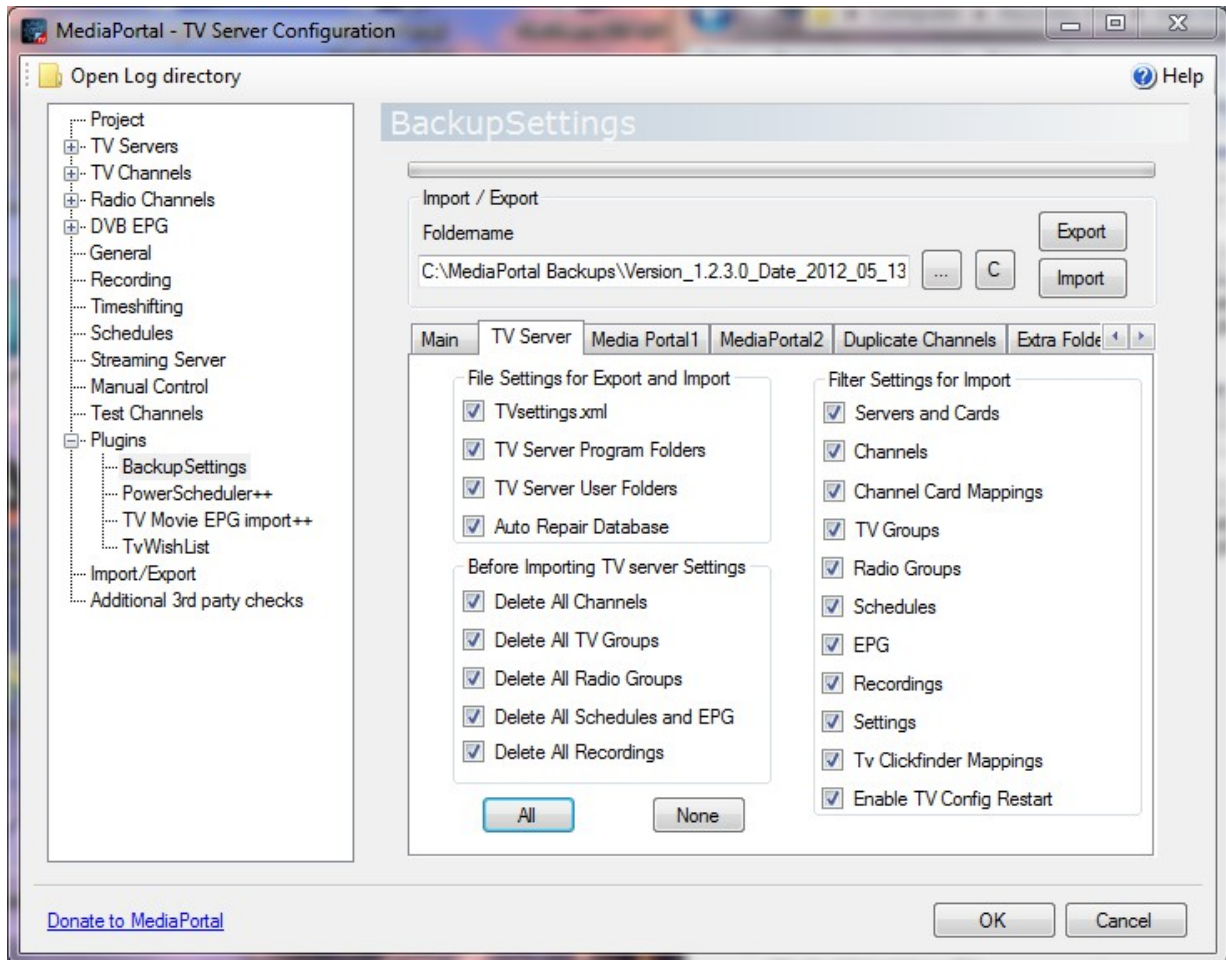 MediaPortal - TV Server Configuration
Open Log directory
Help
Project
TV Servers
TV Channels
Radio Channels
DVB EPG
General
Recording
Timeshifting
Schedules
Streaming Server
Manual Control
Test Channels
Plugins
BackupSettings
PowerScheduler++
TV Movie EPG import++
TvWishList
Import/Export
Additional 3rd party checks
BackupSettings
Import / Export
Foldername
Export
C:\MediaPortal Backups\Version_1.2.3.0_Date_2012_05_13
...
C
Import
Main
TV Server
Media Portal1
MediaPortal2
Duplicate Channels
Extra Folde
File Settings for Export and Import
TVsettings.xml
TV Server Program Folders
TV Server User Folders
Auto Repair Database
Before Importing TV server Settings
Delete All Channels
Delete All TV Groups
Delete All Radio Groups
Delete All Schedules and EPG
Delete All Recordings
All
None
Filter Settings for Import
Servers and Cards
Channels
Channel Card Mappings
TV Groups
Radio Groups
Schedules
EPG
Recordings
Settings
Tv Clickfinder Mappings
Enable TV Config Restart
Donate to MediaPortal
OK
Cancel